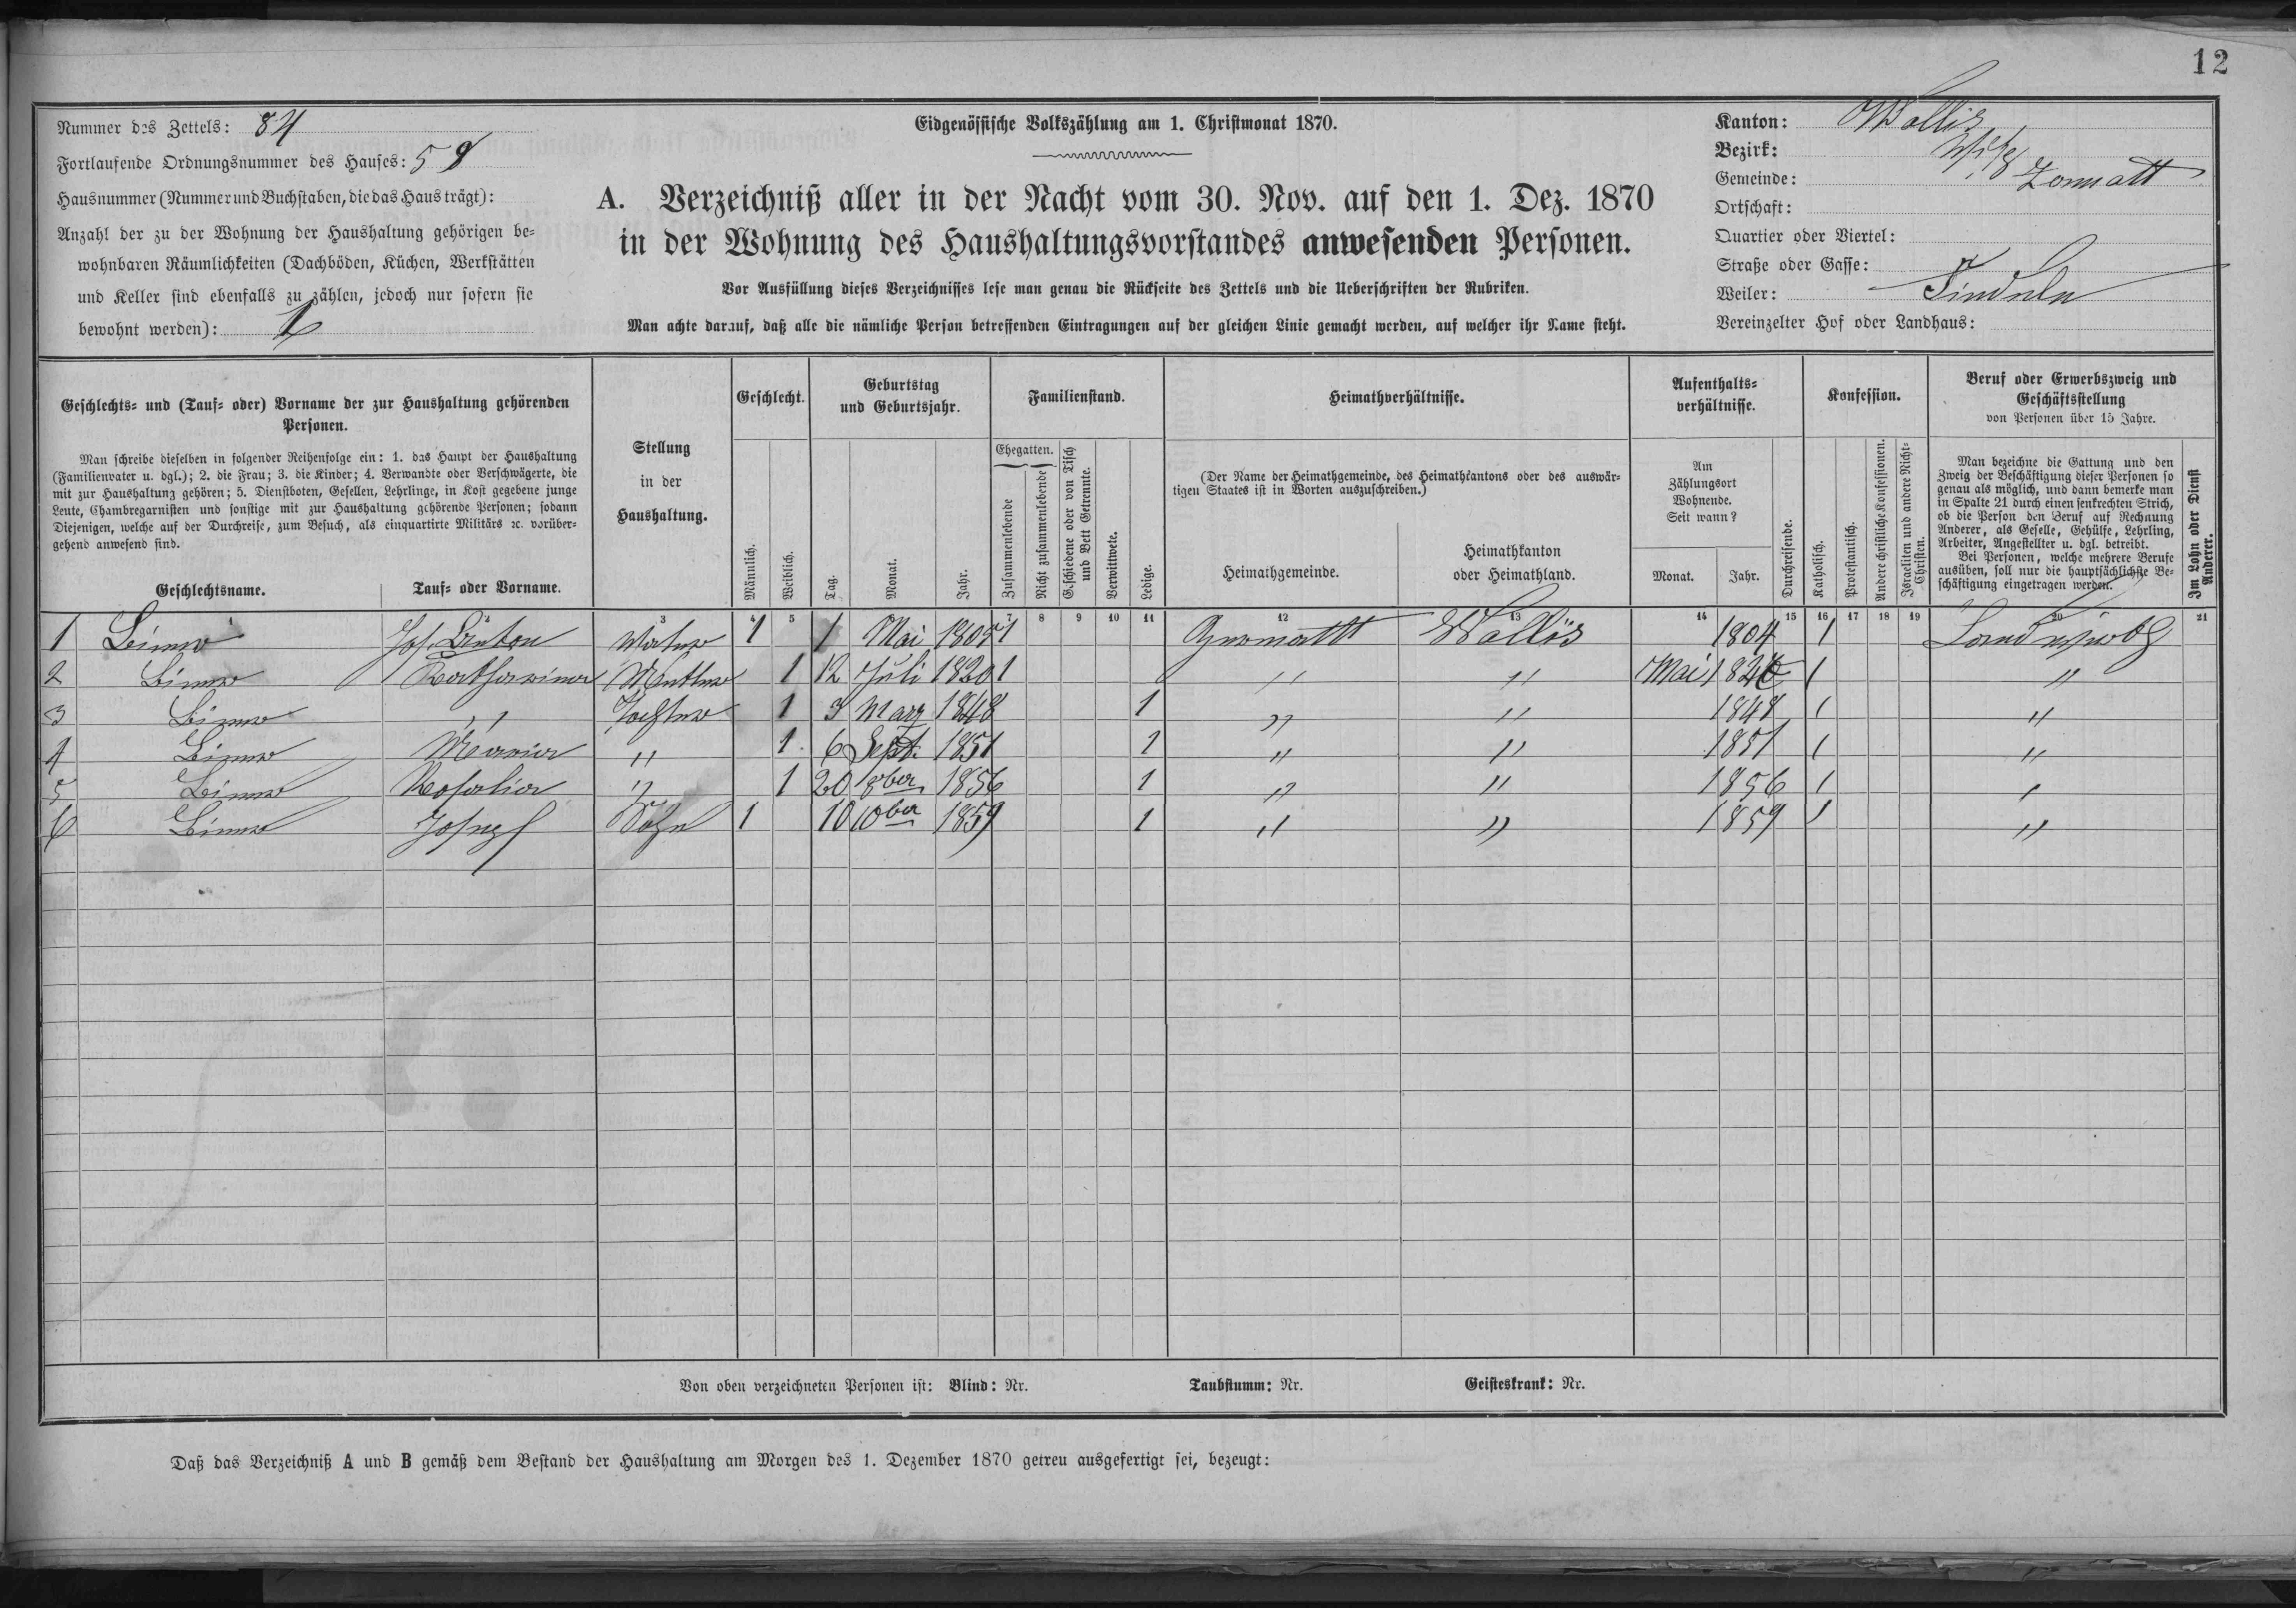 12
Nummer des Zettels: 84
Fortlaufende Ordnungsnummer des Hauses: 59
Hausnummer (Nummer und Buchstaben, die das Haus trägt):
Anzahl der zu der Wohnung der Haushaltung gehörigen be=
wohnbaren Räumlichkeiten (Dachböden, Küchen, Werkstätten
und Keller sind ebenfalls zu zählen, jedoch nur sofern sie
bewohnt werden):
Eidgenössische Volkszählung am 1. Christmonat 1870.
A. Verzeichniß aller in der Nacht vom 30. Nov. auf den 1. Dez. 1870
in der Wohnung des Haushaltungsvorstandes anwesenden Personen.
Vor Ausfüllung dieses Verzeichnisses lese man genau die Rückseite des Zettels und die Ueberschriften der Rubriken.
Man achte darauf, daß alle die nämliche Person betreffenden Eintragungen auf der gleichen Linie gemacht werden, auf welcher ihr Name steht.
Kanton: Wallis
Bezirk: Visp
Gemeinde: Zermatt
Ortschaft:
Quartier oder Viertel:
Straße oder Gasse:
Weiler: Findeln
Vereinzelter Hof oder Landhaus:
Geschlechts= und (Tauf= oder) Vorname der zur Haushaltung gehörenden
Personen.
Man schreibe dieselben in folgender Reihenfolge ein: 1. das Haupt der Haushaltung
(Familienvater u. dgl.); 2. die Frau; 3. die Kinder; 4. Verwandte oder Verschwägerte, die
mit zur Haushaltung gehören; 5. Dienstboten, Gesellen, Lehrlinge, in Kost gegebene junge
Leute, Chambregarnisten und sonstige mit zur Haushaltung gehörende Personen; sodann
Diejenigen, welche auf der Durchreise, zum Besuch, als einquartirte Militärs ꝛc. vorüber=
gehend anwesend sind.
Geschlechtsname. Tauf= oder Vorname.
Stellung
in der
Haushaltung.
Geschlecht.
Männlich.
Weiblich.
Geburtstag
und Geburtsjahr.
Tag.
Monat.
Jahr.
Familienstand.
Ehegatten.
Zusammenlebende
Nicht zusammenlebende
Geschiedene oder von Tisch
und Bett Getrennte.
Verwittwete.
Ledige.
Heimathverhältnisse.
(Der Name der Heimathgemeinde, des Heimathkantons oder des auswär=
tigen Staates ist in Worten auszuschreiben.)
Heimathgemeinde.
Heimathkanton
oder Heimathland.
Aufenthalts=
verhältnisse.
Am
Zählungsort
Wohnende.
Seit wann?
Monat. Jahr.
Durchreisende.
Konfession.
Katholisch.
Protestantisch.
Andere christliche Konfessionen.
Israeliten und andere Nicht=
Christen.
Beruf oder Erwerbszweig und
Geschäftsstellung
von Personen über 15 Jahre.
Man bezeichne die Gattung und den
Zweig der Beschäftigung dieser Personen so
genau als möglich, und dann bemerke man
in Spalte 21 durch einen senkrechten Strich,
ob die Person den Beruf auf Rechnung
Anderer, als Geselle, Gehülfe, Lehrling,
Arbeiter, Angestellter u. dgl. betreibt.
Bei Personen, welche mehrere Berufe
ausüben, soll nur die hauptsächlichste Be=
schäftigung eingetragen werden.
Im Lohn oder Dienst
Anderer.
3 4 5 7 8 9 10 11 12 13 14 15 16 17 18 19 20 21
1 Biner Jos. Anton Vater 1 1 Mai 1805 1 Zermatt Wallis 1804 1 Landwirth
2 Biner Katharina Mutter 1 12 Juli 1820 1 " " Mai 1 "
3 Biner " Tochter 1 3 Marz 1848 1 " " 1848 1 "
4 Biner Maria " 1 6 Sept. 1851 1 " " 1851 1 "
5 Biner Rosalia " 1 20 8ber 1856 1 " " 1856 1 "
6 Biner Joseph Sohn 1 10 10ber 1859 1 " " 1859 1 "
Von oben verzeichneten Personen ist: Blind: Nr. Taubstumm: Nr. Geisteskrank: Nr.
Daß das Verzeichniß A und B gemäß dem Bestand der Haushaltung am Morgen des 1. Dezember 1870 getreu ausgefertigt sei, bezeugt: